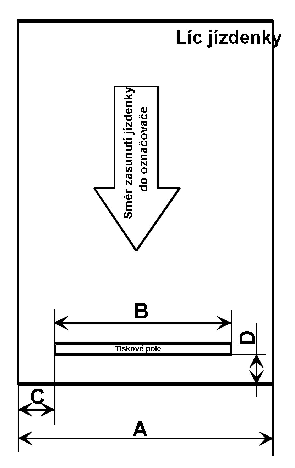 Líc jízdenky
Směr zasunutí jízdenky
do označovače
B
Tiskové pole
D
C
A